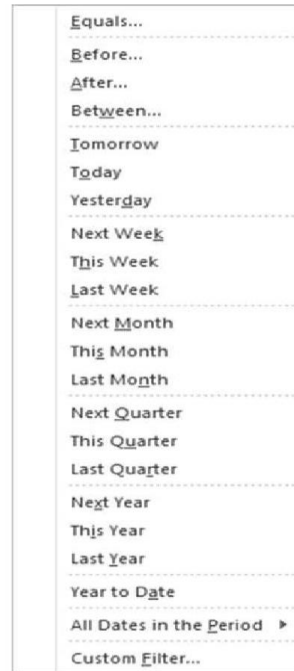 Equals...
Before...
After...
Between...
Tomorrow
Today
Yesterday
Next Week
This Week
Last Week
Next Month
This Month
Last Month
Next Quarter
This Quarter
Last Quarter
Next Year
This Year
Last Year
Year to Date
All Dates in the Period
Custom Filter...